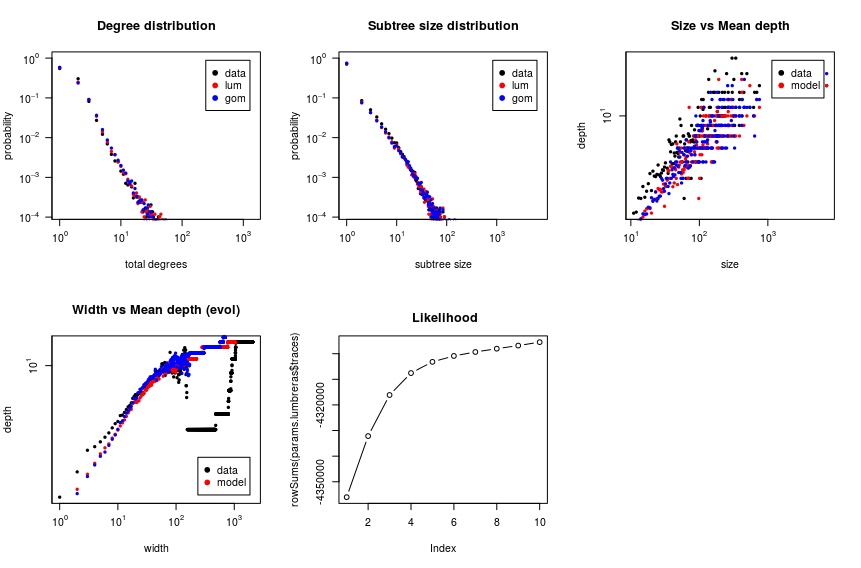 Degree distribution
probability
10^0
10^-1
10^-2
10^-3
10^-4
data
lum
gom
10^0 10^1 10^2 10^3
total degrees
Subtree size distribution
probability
10^0
10^-1
10^-2
10^-3
10^-4
data
lum
gom
10^0 10^1 10^2 10^3
subtree size
Size vs Mean depth
depth
10^1
data
model
10^1 10^2 10^3
size
Width vs Mean depth (evol)
depth
10^1
data
model
10^0 10^1 10^2 10^3
width
Likelihood
rowSums(params.lumbreras$traces)
-4320000
-4350000
2 4 6 8 10
Index